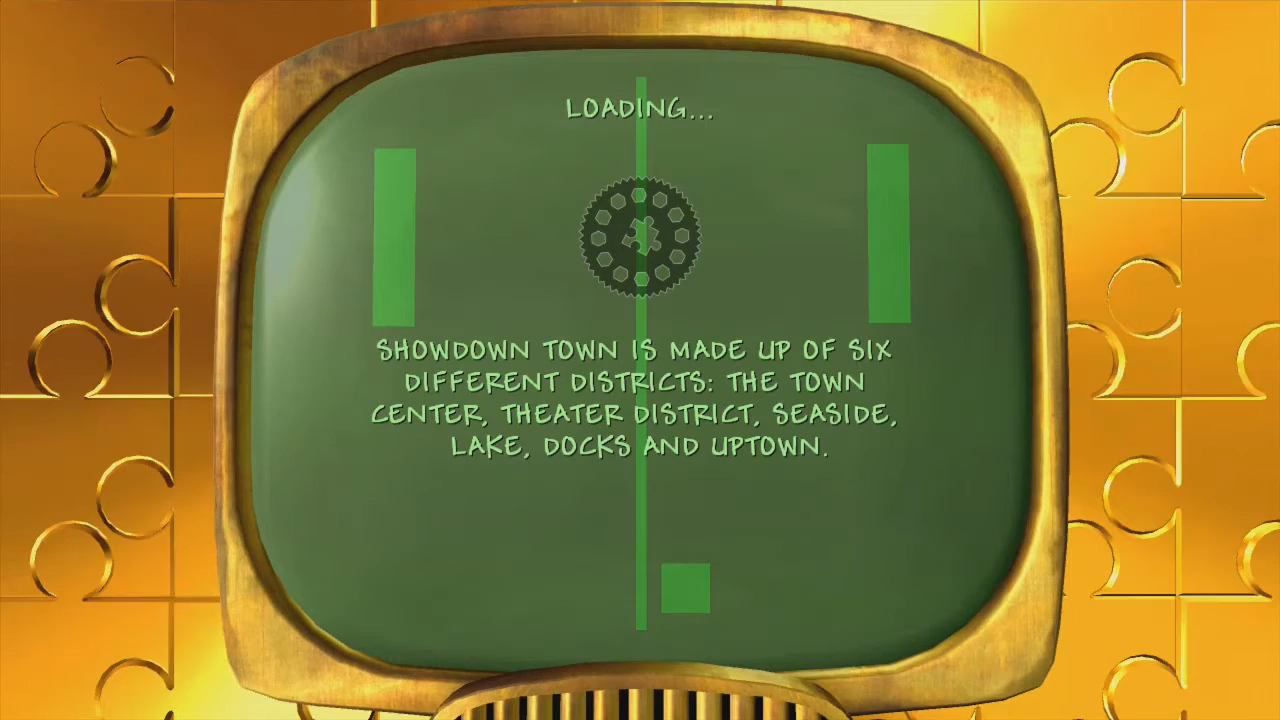 LOADING...
SHOWDOWN TOWN IS MADE UP OF SIX
DIFFERENT DISTRICTS: THE TOWN
CENTER, THEATER DISTRICT, SEASIDE,
LAKE, DOCKS AND UPTOWN.